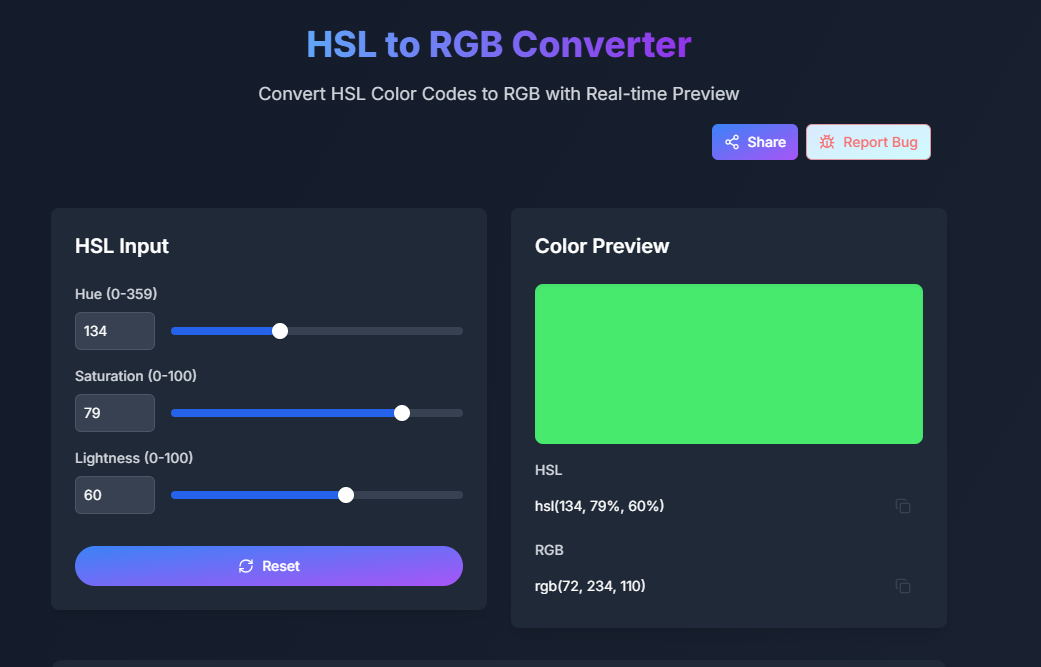 HSL to RGB Converter
Convert HSL Color Codes to RGB with Real-time Preview
Share
Report Bug
HSL Input
Hue (0-359)
134
Saturation (0-100)
79
Lightness (0-100)
60
Reset
Color Preview
HSL
hsl(134, 79%, 60%)
RGB
rgb(72, 234, 110)